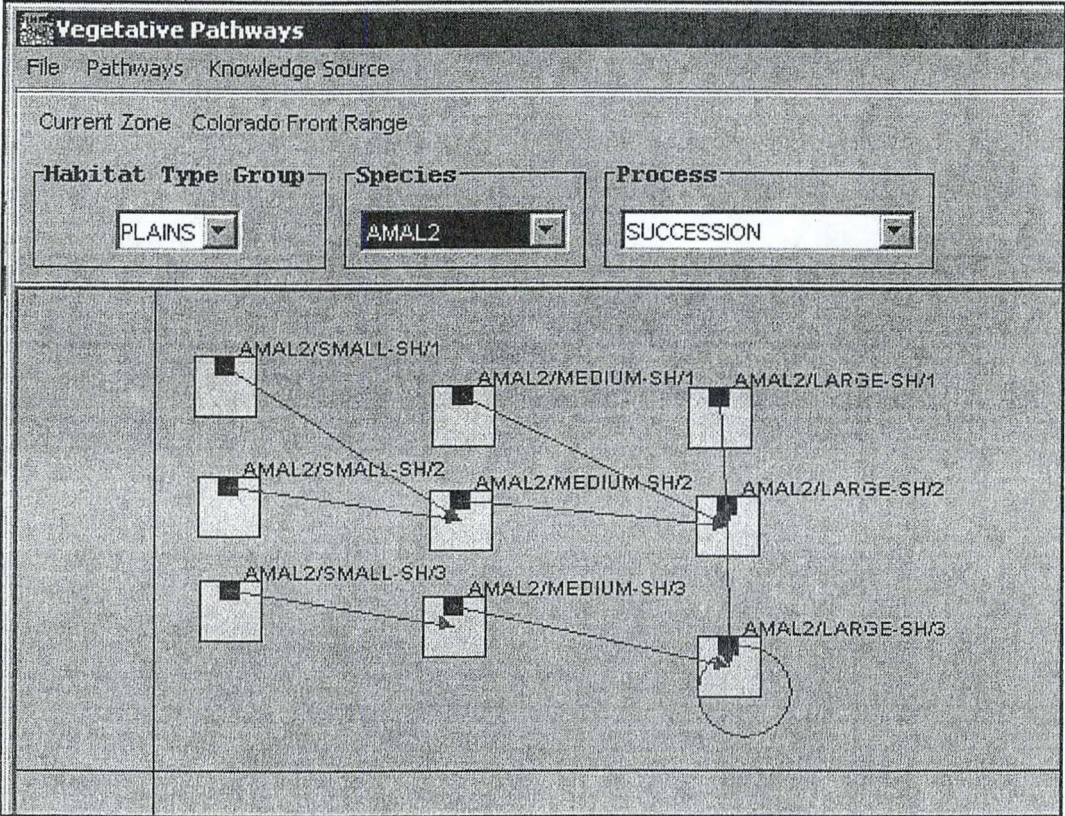 Vegetative Pathways
File Pathways Knowledge Source
Current Zone Colorado Front Range
Habitat Type Group Species Process
PLAINS AMAL2 SUCCESSION
AMAL2/SMALL-SH/1
AMAL2/MEDIUM-SH/1 AMAL2/LARGE-SH/1
AMAL2/SMALL-SH/2
AMAL2/MEDIUM-SH/2 AMAL2/LARGE-SH/2
AMAL2/SMALL-SH/3
AMAL2/MEDIUM-SH/3
AMAL2/LARGE-SH/3